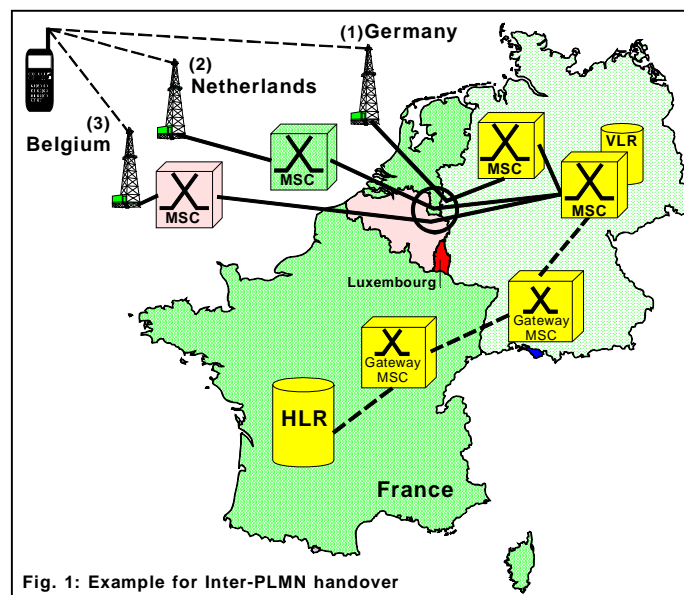 (1)Germany
(2)
Netherlands
(3)
Belgium
MSC
MSC
MSC
VLR
MSC
Luxembourg
Gateway
MSC
Gateway
MSC
HLR
France
Fig. 1: Example for Inter-PLMN handover